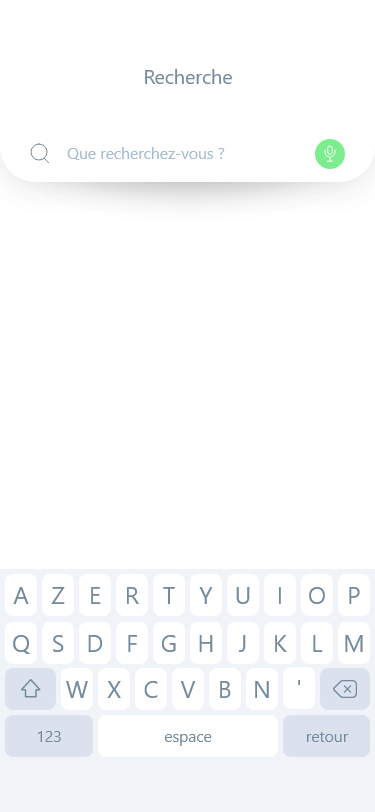 Recherche
Que recherchez-vous ?
A Z E R T Y U I O P
Q S D F G H J K L M
W X C V B N '
123 espace retour